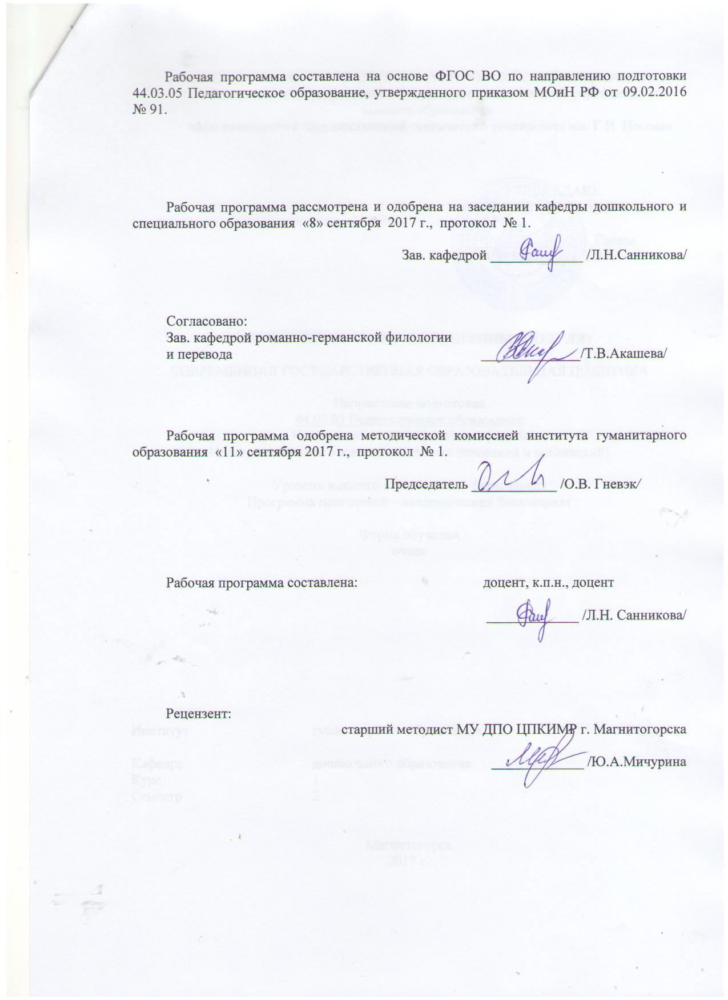 Рабочая программа составлена на основе ФГОС ВО по направлению подготовки
44.03.05 Педагогическое образование, утвержденного приказом МОиН РФ от 09.02.2016
№ 91.
Рабочая программа рассмотрена и одобрена на заседании кафедры дошкольного и
специального образования «8» сентября 2017 г., протокол № 1.
Зав. кафедрой /Л.Н.Санникова/
Согласовано:
Зав. кафедрой романно-германской филологии
и перевода /Т.В.Акашева/
Рабочая программа одобрена методической комиссией института гуманитарного
образования «11» сентября 2017 г., протокол № 1.
Председатель /О.В. Гневэк/
Рабочая программа составлена: доцент, к.п.н., доцент
/Л.Н. Санникова/
Рецензент:
старший методист МУ ДПО ЦПКИМР г. Магнитогорска
/Ю.А.Мичурина